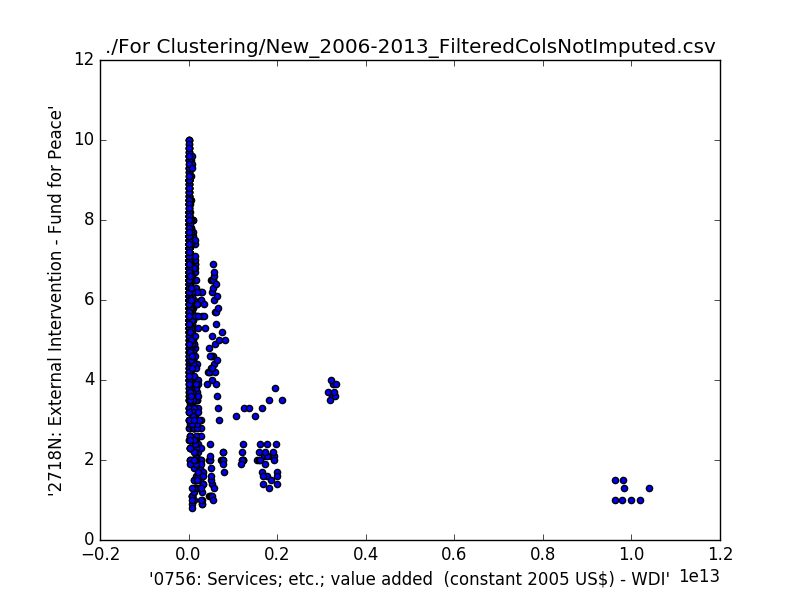 ./For Clustering/New_2006-2013_FilteredColsNotImputed.csv
12
10
8
6
4
2
0
'2718N: External Intervention - Fund for Peace'
−0.2 0.0 0.2 0.4 0.6 0.8 1.0 1.2
1e13
'0756: Services; etc.; value added  (constant 2005 US$) - WDI'